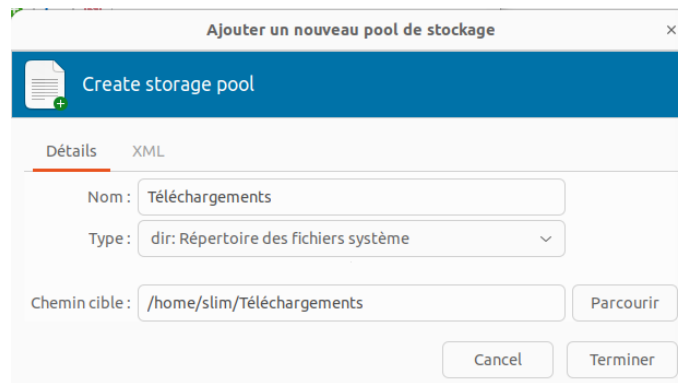 Ajouter un nouveau pool de stockage
Create storage pool
Détails XML
Nom : Téléchargements
Type : dir: Répertoire des fichiers système
Chemin cible : /home/slim/Téléchargements Parcourir
Cancel Terminer